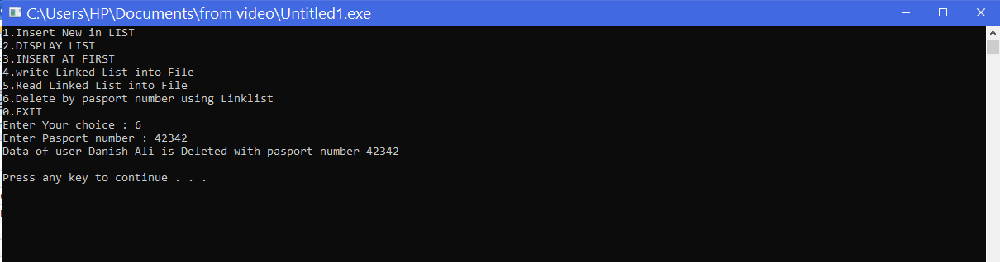 C:\Users\HP\Documents\from video\Untitled1.exe
1.Insert New in LIST
2.DISPLAY LIST
3.INSERT AT FIRST
4.write Linked List into File
5.Read Linked List into File
6.Delete by pasport number using Linklist
0.EXIT
Enter Your choice : 6
Enter Pasport number : 42342
Data of user Danish Ali is Deleted with pasport number 42342
Press any key to continue . . .